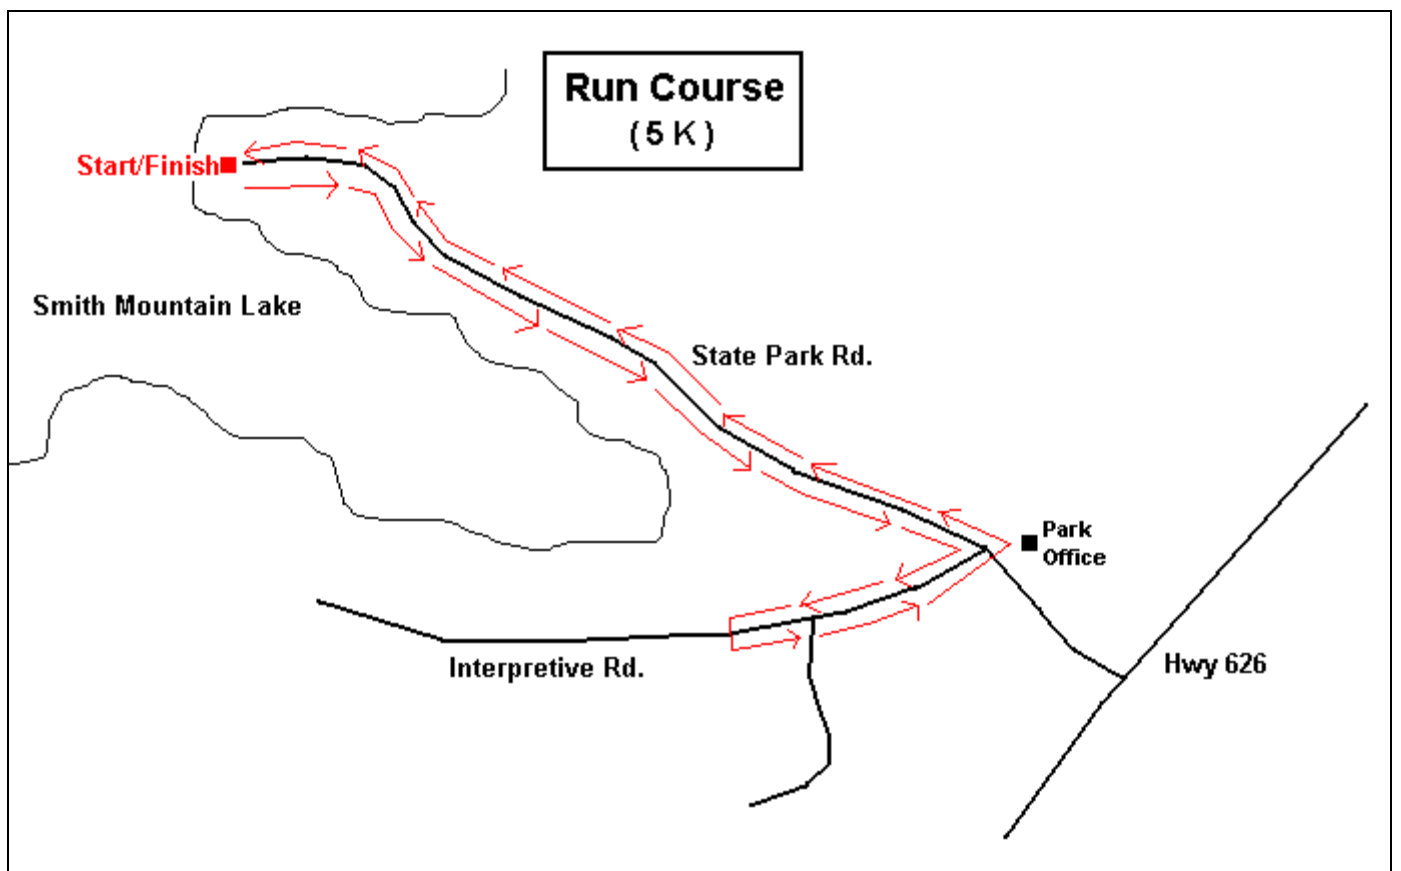 Run Course
(5 K)
Start/Finish
Smith Mountain Lake
State Park Rd.
Park
Office
Interpretive Rd.
Hwy 626